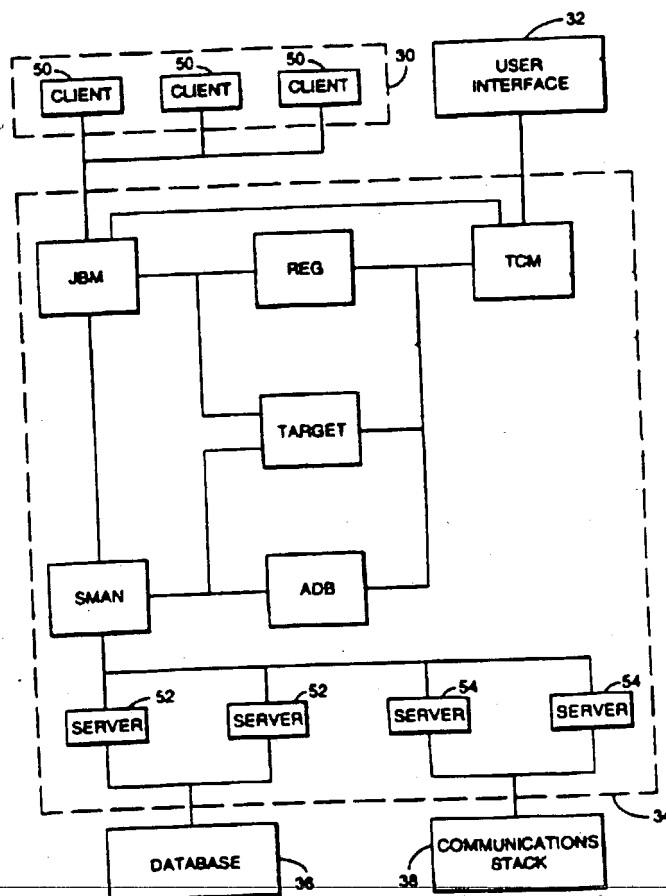 50 50 50 30 32
CLIENT CLIENT CLIENT
USER
INTERFACE
JBM REG TCM
TARGET
SMAN ADB
52 52 54 54
SERVER SERVER SERVER SERVER
34
DATABASE
36
COMMUNICATIONS
STACK
38